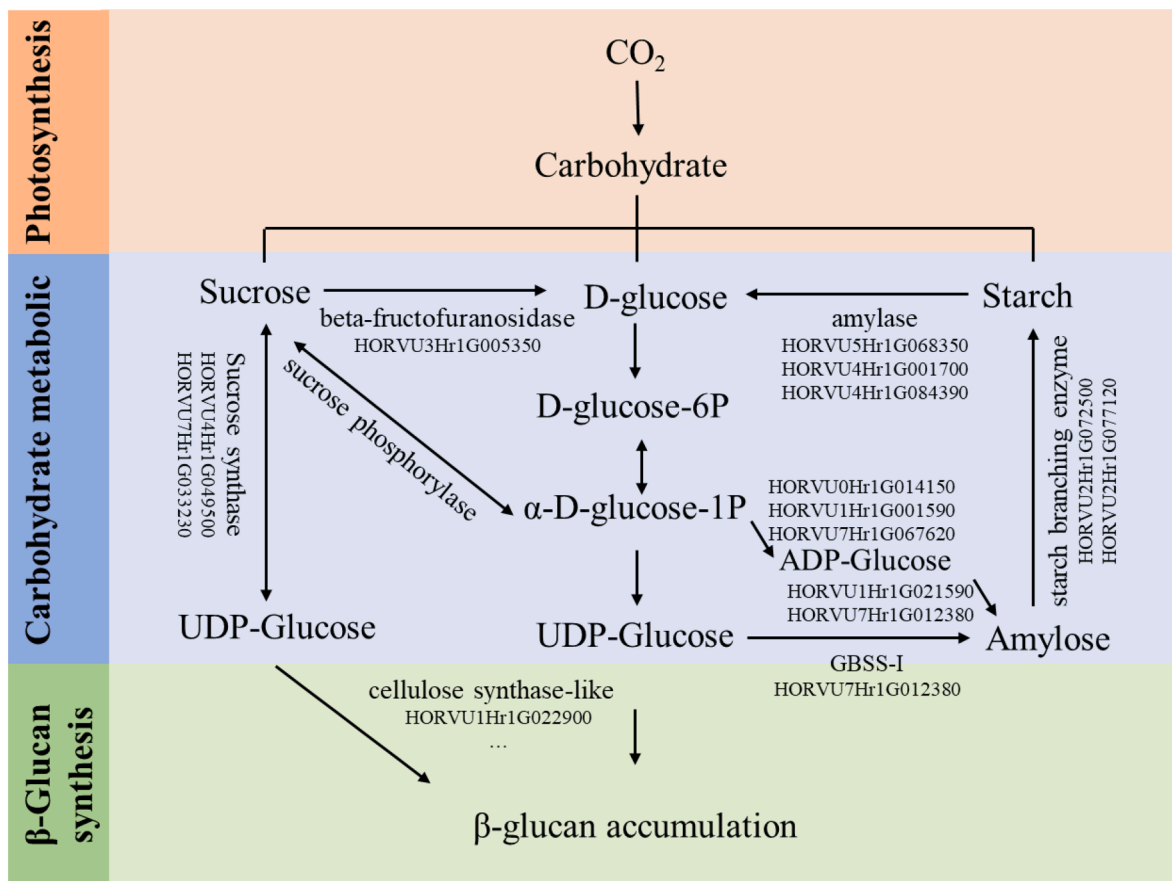 Photosynthesis
CO₂
Carbohydrate
Carbohydrate metabolic
Sucrose
D-glucose
Starch
beta-fructofuranosidase
HORVU3Hr1G005350
amylase
HORVU5Hr1G068350
HORVU4Hr1G001700
HORVU4Hr1G084390
Sucrose synthase
HORVU4Hr1G049500
HORVU7Hr1G033230
sucrose phosphorylase
D-glucose-6P
α-D-glucose-1P
HORVU0Hr1G014150
HORVU1Hr1G001590
HORVU7Hr1G067620
ADP-Glucose
HORVU1Hr1G021590
HORVU7Hr1G012380
starch branching enzyme
HORVU2Hr1G072500
HORVU2Hr1G077120
UDP-Glucose
UDP-Glucose
Amylose
GBSS-I
HORVU7Hr1G012380
β-Glucan
synthesis
cellulose synthase-like
HORVU1Hr1G022900
…
β-glucan accumulation